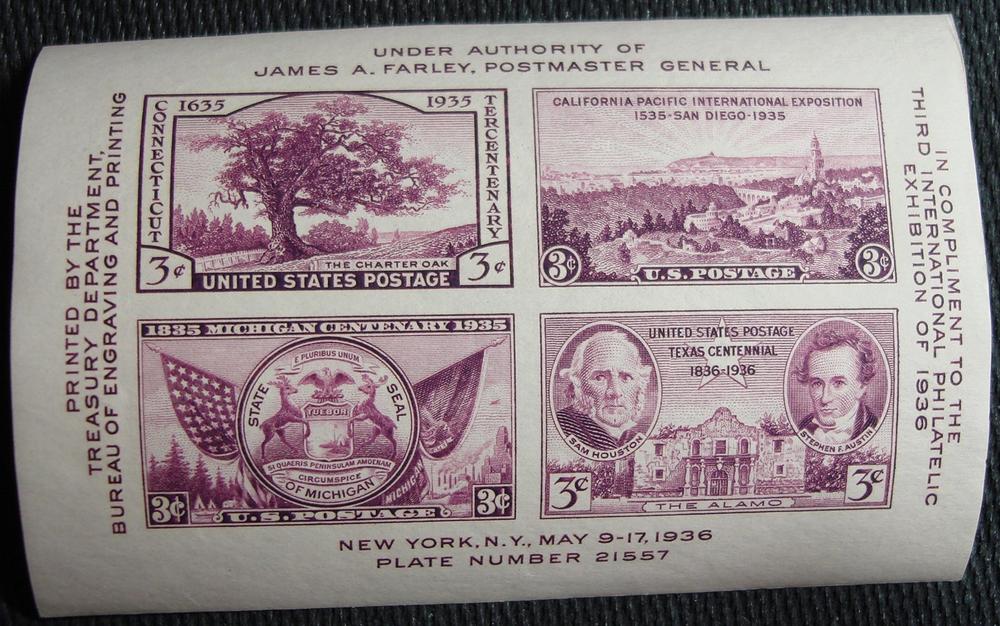 UNDER AUTHORITY OF
JAMES A. FARLEY, POSTMASTER GENERAL
PRINTED BY THE
TREASURY DEPARTMENT,
BUREAU OF ENGRAVING AND PRINTING
CONNECTICUT
1635
1935
TERCENTENARY
THE CHARTER OAK
3¢ UNITED STATES POSTAGE 3¢
CALIFORNIA PACIFIC INTERNATIONAL EXPOSITION
1535-SAN DIEGO-1935
3¢ U.S. POSTAGE 3¢
IN COMPLIMENT TO THE
THIRD INTERNATIONAL PHILATELIC
EXHIBITION OF 1936
1835 MICHIGAN CENTENARY 1935
E PLURIBUS UNUM
STATE SEAL
TUEBOR
SI QUAERIS PENINSULAM AMOENAM
CIRCUMSPICE
OF MICHIGAN
MICHIGAN
3¢ U.S. POSTAGE 3¢
UNITED STATES POSTAGE
TEXAS CENTENNIAL
1836-1936
SAM HOUSTON
STEPHEN F. AUSTIN
3¢ 3¢
THE ALAMO
NEW YORK, N.Y., MAY 9-17, 1936
PLATE NUMBER 21557